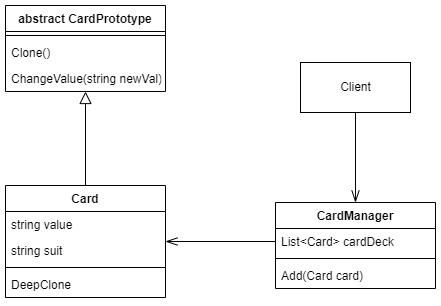 abstract CardPrototype
Clone()
ChangeValue(string newVal)
Client
Card
string value
string suit
DeepClone
CardManager
List<Card> cardDeck
Add(Card card)